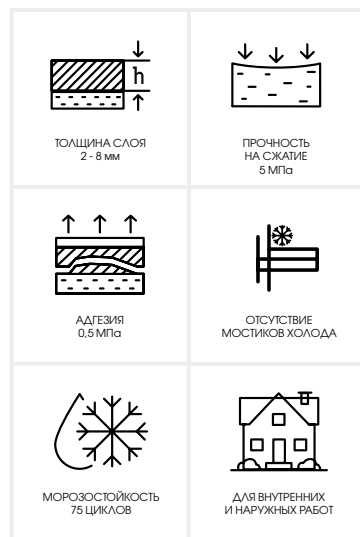 h
ТОЛЩИНА СЛОЯ
2 - 8 мм
ПРОЧНОСТЬ
НА СЖАТИЕ
5 МПа
АДГЕЗИЯ
0,5 МПа
ОТСУТСТВИЕ
МОСТИКОВ ХОЛОДА
МОРОЗОСТОЙКОСТЬ
75 ЦИКЛОВ
ДЛЯ ВНУТРЕННИХ
И НАРУЖНЫХ РАБОТ